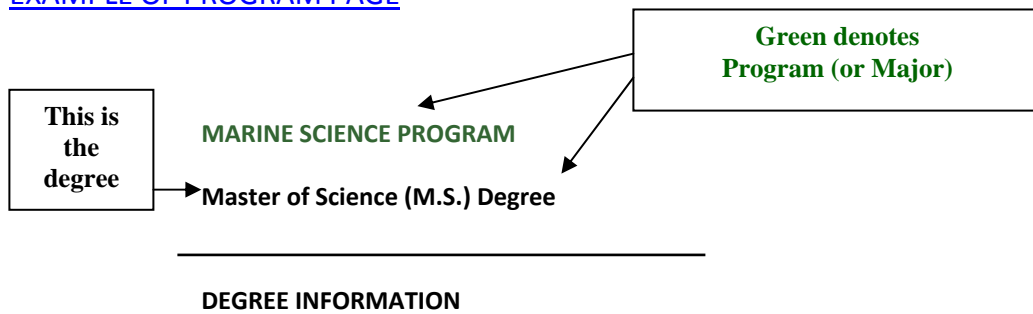 EXAMPLE OF PROGRAM PAGE
Green denotes
Program (or Major)
This is
the
degree
MARINE SCIENCE PROGRAM
Master of Science (M.S.) Degree
DEGREE INFORMATION